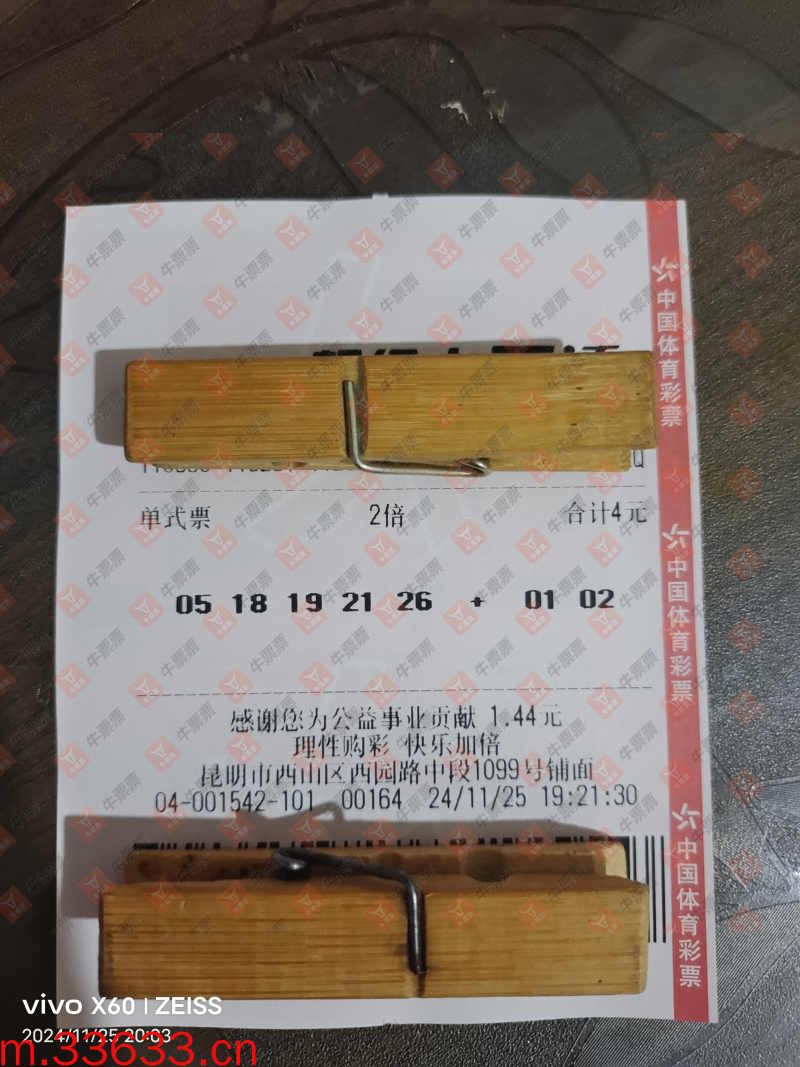 中国体育彩票
单式票 2倍 合计4元
05 18 19 21 26 + 01 02
中国体育彩票
感谢您为公益事业贡献 1.44元
理性购彩 快乐加倍
昆明市西山区西园路中段1099号铺面
04-001542-101 00164 24/11/25 19:21:30
中国体育彩票
牛票票
vivo X60 | ZEISS
2024/11/25 20:03
m.33633.cn